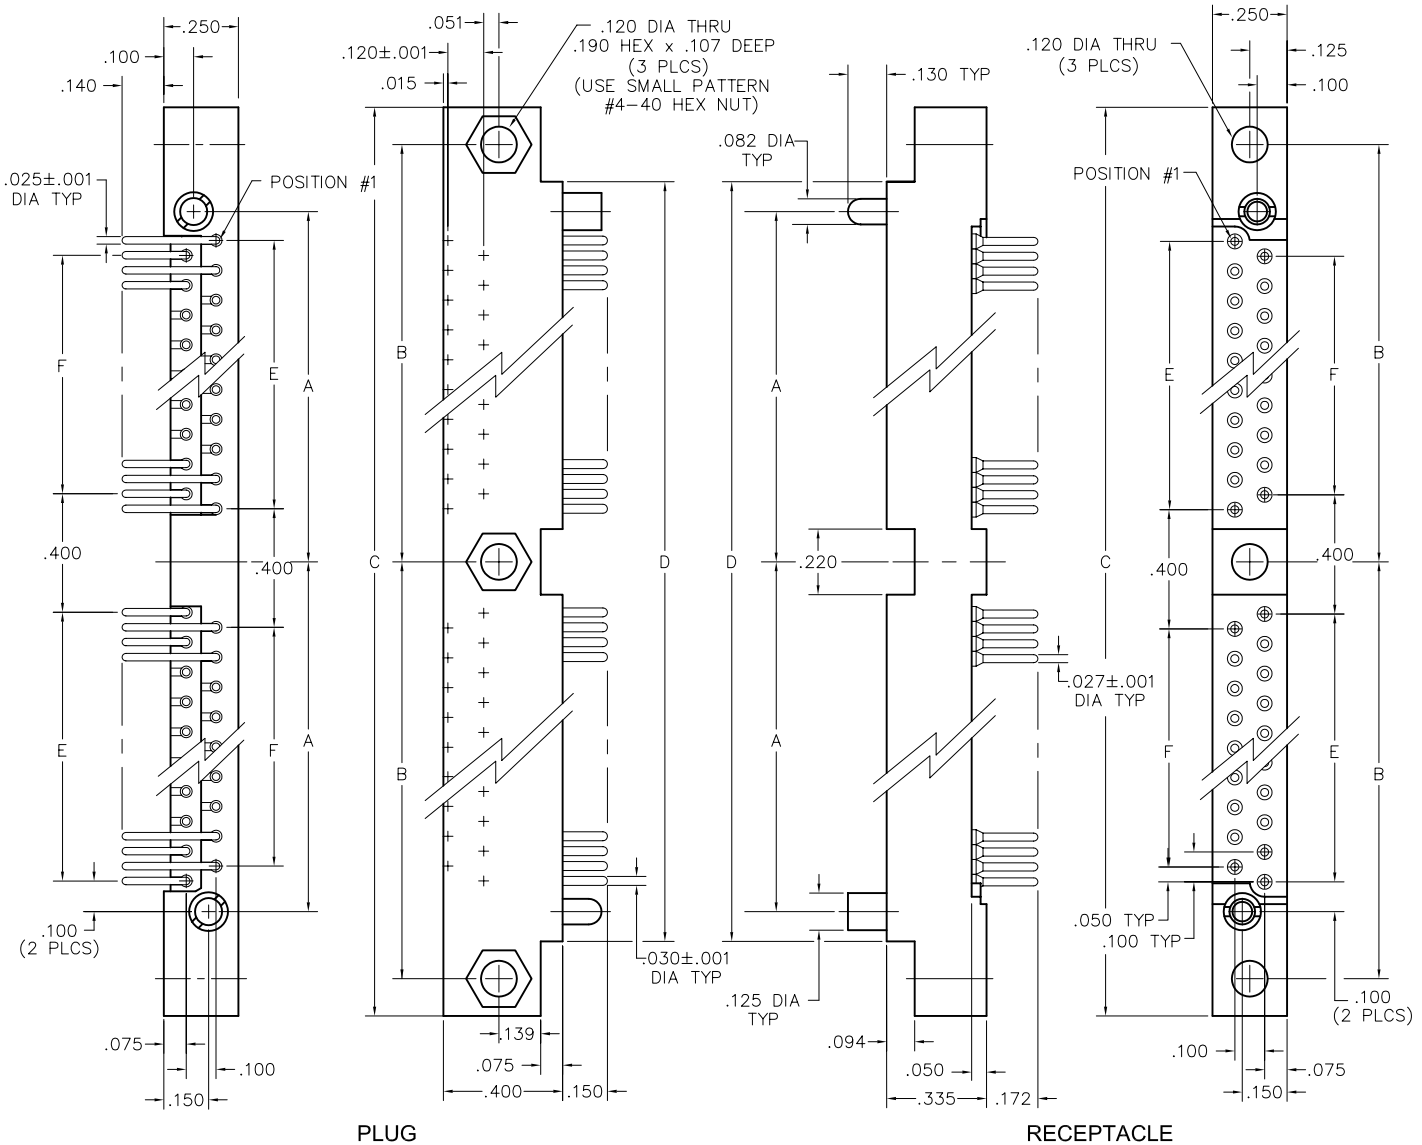 .250
.100
.140
.025±.001
DIA TYP
POSITION #1
F
E
A
.400
.400
E
F
A
.100
(2 PLCS)
.075
.100
.150
.051
.120±.001
.015
.120 DIA THRU
.190 HEX x .107 DEEP
(3 PLCS)
(USE SMALL PATTERN
#4-40 HEX NUT)
B
C
D
B
.030±.001
DIA TYP
.139
.075
.400
.150
PLUG
.130 TYP
.082 DIA
TYP
A
D
.220
A
.027±.001
DIA TYP
.125 DIA
TYP
.094
.050
.335
.172
.250
.120 DIA THRU
(3 PLCS)
.125
.100
POSITION #1
E
F
B
C
.400
.400
F
E
B
.050 TYP
.100 TYP
.100
(2 PLCS)
.100
.075
.150
RECEPTACLE